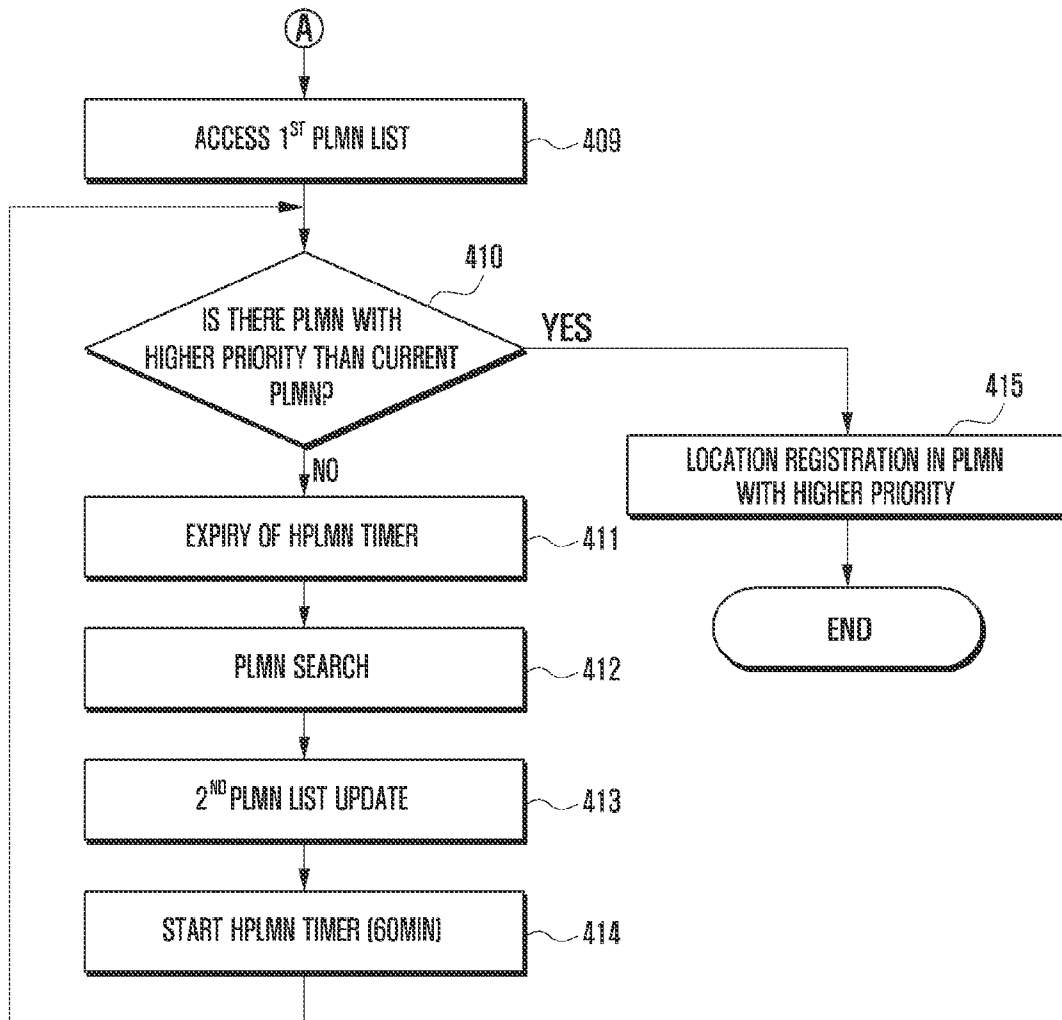 A
ACCESS 1ST PLMN LIST
409
410
IS THERE PLMN WITH
HIGHER PRIORITY THAN CURRENT
PLMN?
YES
NO
415
LOCATION REGISTRATION IN PLMN
WITH HIGHER PRIORITY
EXPIRY OF HPLMN TIMER
411
END
PLMN SEARCH
412
2ND PLMN LIST UPDATE
413
START HPLMN TIMER (60MIN)
414